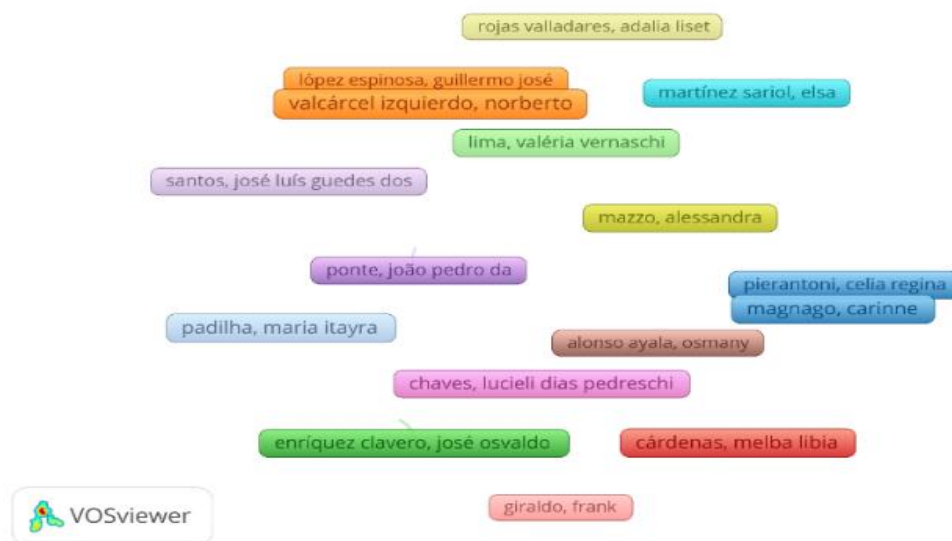 rojas valladares, adalia liset
lópez espinosa, guillermo josé
martínez sariol, elsa
valcárcel izquierdo, norberto
lima, valéria vernaschi
santos, josé luís guedes dos
mazzo, alessandra
ponte, joão pedro da
pierantoni, celia regina
magnago, carinne
padilha, maria itayra
alonso ayala, osmany
chaves, lucieli dias pedreschi
enríquez clavero, josé osvaldo
cárdenas, melba libia
giraldo, frank
VOSviewer